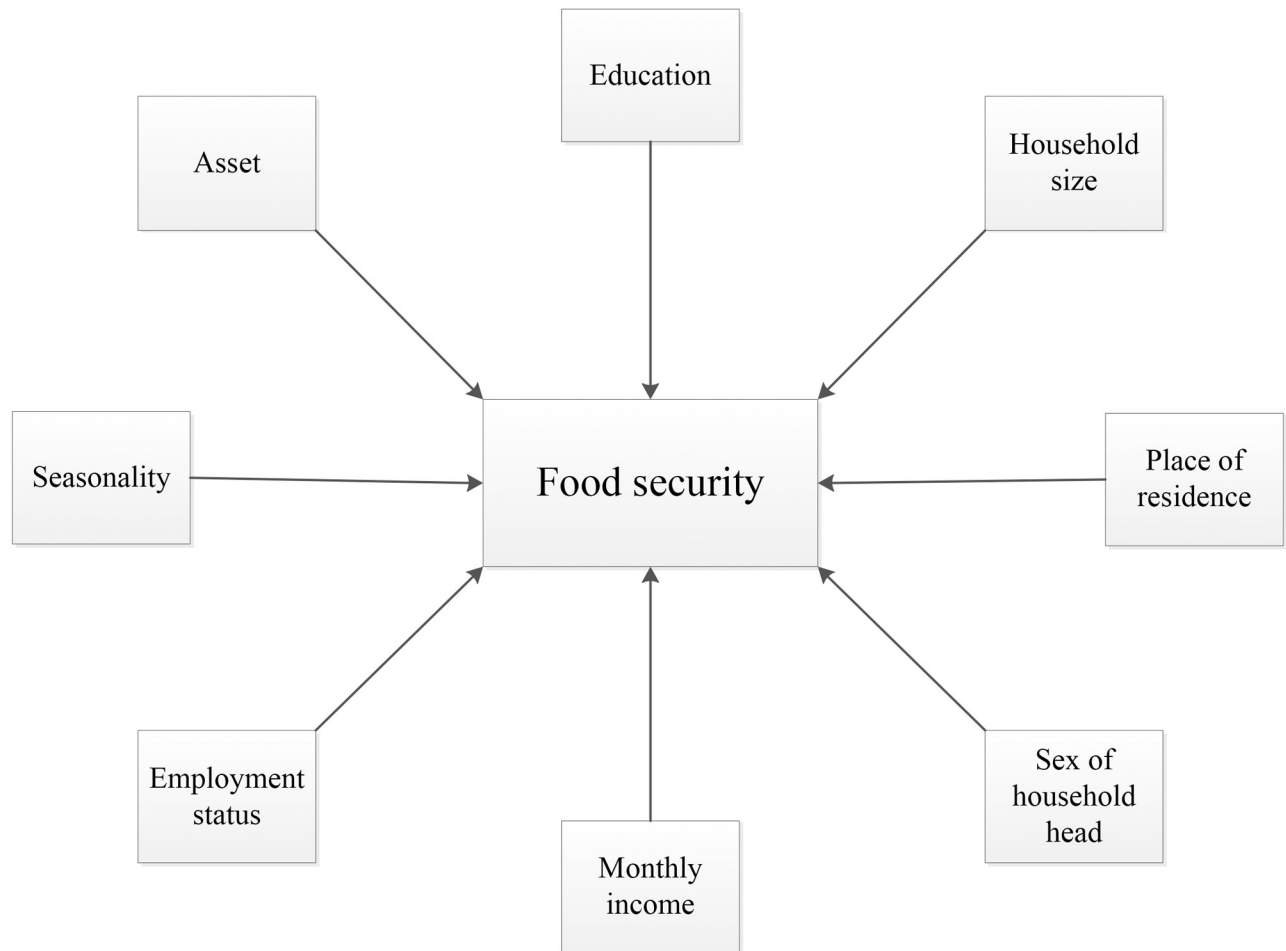 Education
Asset
Household
size
Seasonality
Food security
Place of
residence
Employment
status
Sex of
household
head
Monthly
income